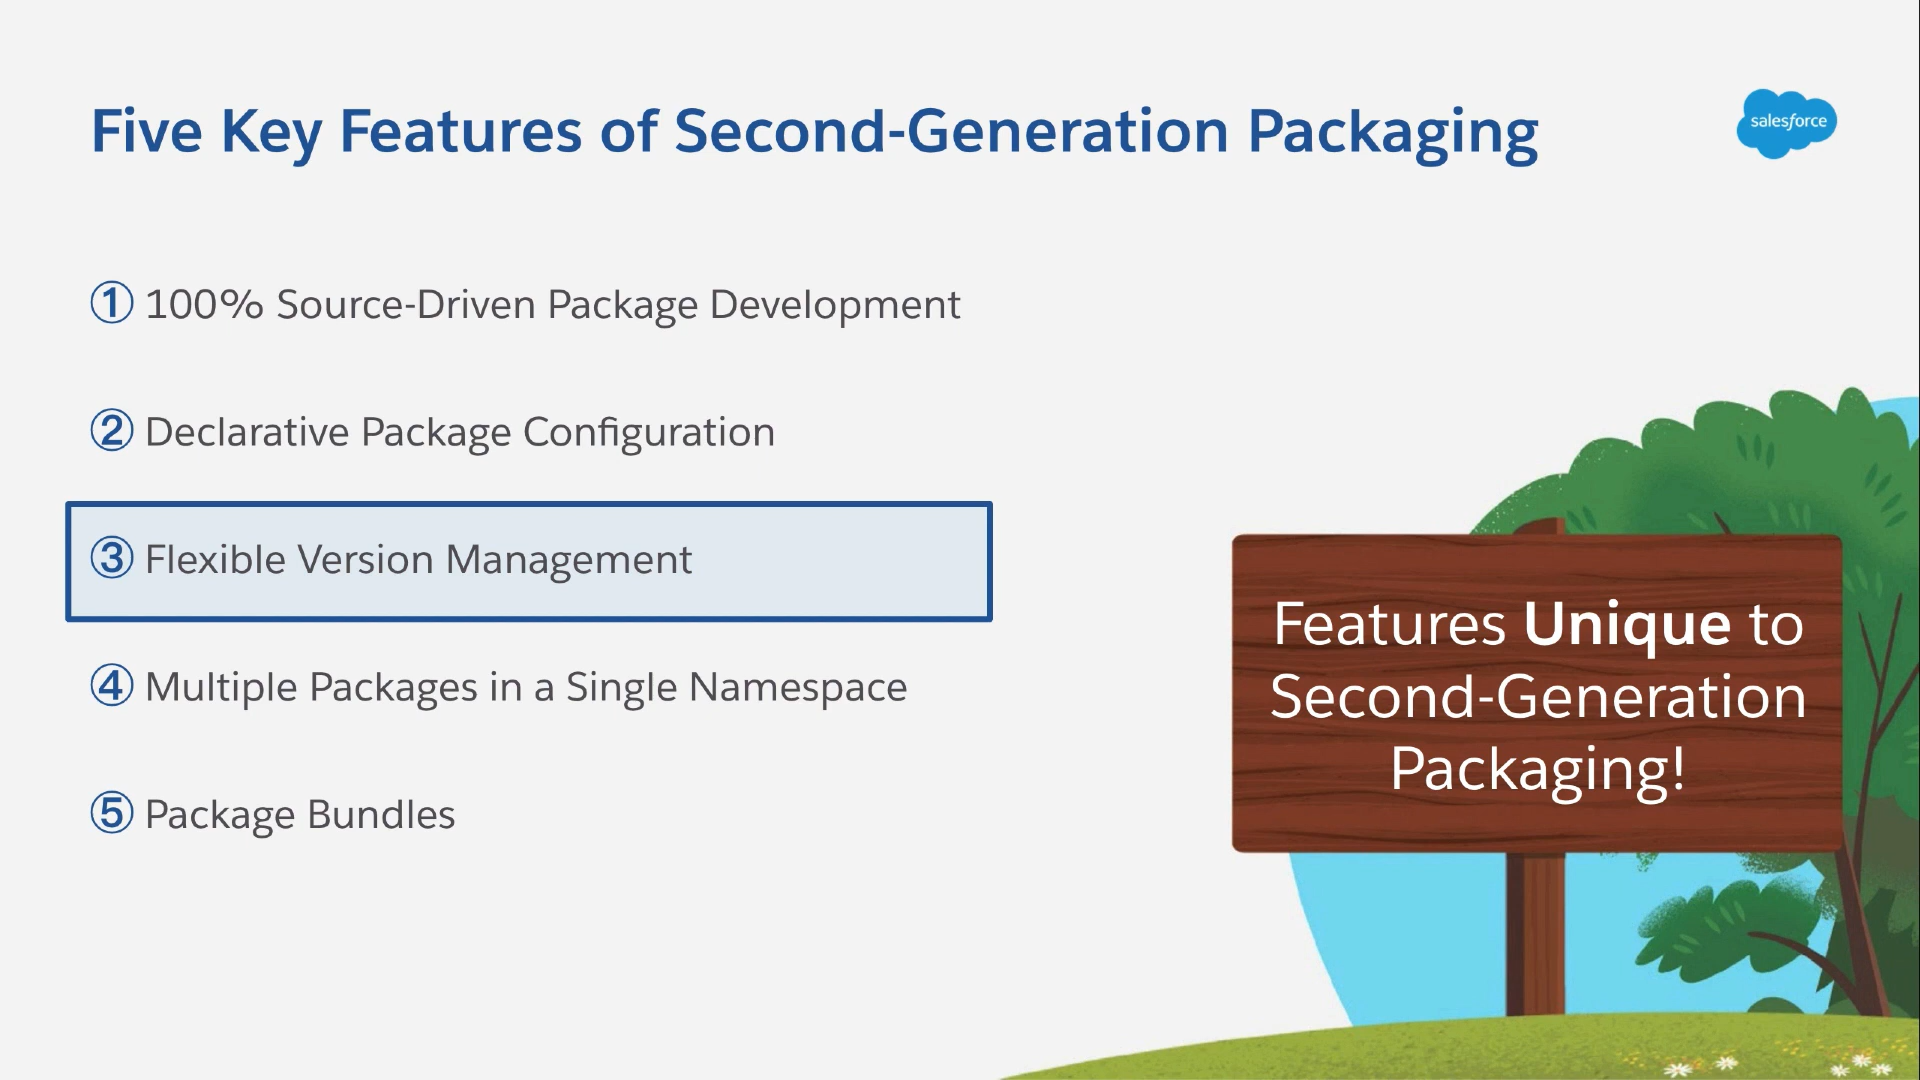 Five Key Features of Second-Generation Packaging
salesforce
① 100% Source-Driven Package Development
② Declarative Package Configuration
③ Flexible Version Management
④ Multiple Packages in a Single Namespace
⑤ Package Bundles
Features Unique to
Second-Generation
Packaging!